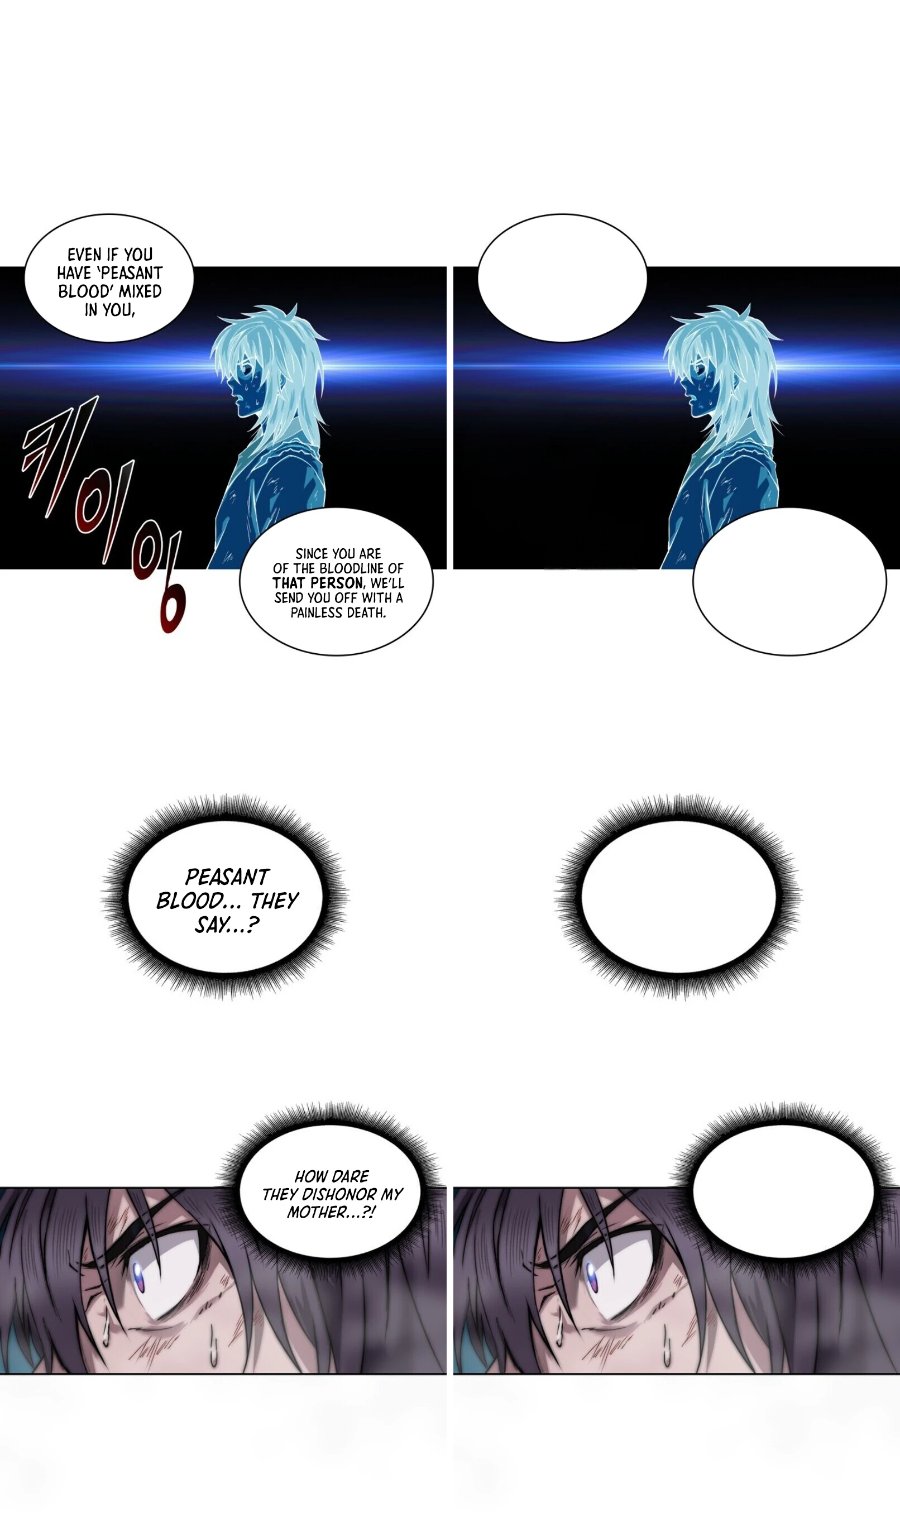 EVEN IF YOU
HAVE 'PEASANT
BLOOD' MIXED
IN YOU,
키이잉
SINCE YOU ARE
OF THE BLOODLINE OF
THAT PERSON, WE'LL
SEND YOU OFF WITH A
PAINLESS DEATH.
PEASANT
BLOOD... THEY
SAY...?
HOW DARE
THEY DISHONOR MY
MOTHER...?!